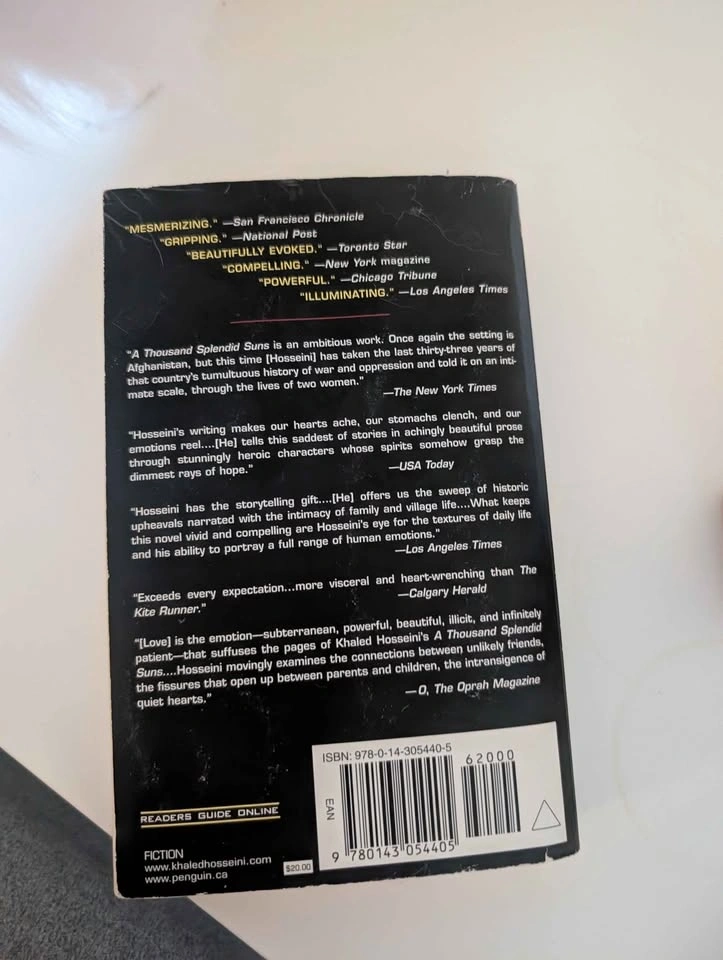 "MESMERIZING." —San Francisco Chronicle
"GRIPPING." —National Post
"BEAUTIFULLY EVOKED." —Toronto Star
"COMPELLING." —New York magazine
"POWERFUL." —Chicago Tribune
"ILLUMINATING." —Los Angeles Times
"A Thousand Splendid Suns is an ambitious work. Once again the setting is
Afghanistan, but this time [Hosseini] has taken the last thirty-three years of
that country's tumultuous history of war and oppression and told it on an inti-
mate scale, through the lives of two women."
—The New York Times
"Hosseini's writing makes our hearts ache, our stomachs clench, and our
emotions reel....[He] tells this saddest of stories in achingly beautiful prose
through stunningly heroic characters whose spirits somehow grasp the
dimmest rays of hope."
—USA Today
"Hosseini has the storytelling gift....[He] offers us the sweep of historic
upheavals narrated with the intimacy of family and village life....What keeps
this novel vivid and compelling are Hosseini's eye for the textures of daily life
and his ability to portray a full range of human emotions."
—Los Angeles Times
"Exceeds every expectation...more visceral and heart-wrenching than The
Kite Runner."
—Calgary Herald
"[Love] is the emotion—subterranean, powerful, beautiful, illicit, and infinitely
patient—that suffuses the pages of Khaled Hosseini's A Thousand Splendid
Suns....Hosseini movingly examines the connections between unlikely friends,
the fissures that open up between parents and children, the intransigence of
quiet hearts."
—O, The Oprah Magazine
ISBN: 978-0-14-305440-5
62000
EAN
9 780143 054405
READERS GUIDE ONLINE
FICTION
www.khaledhosseini.com
www.penguin.ca
$20.00